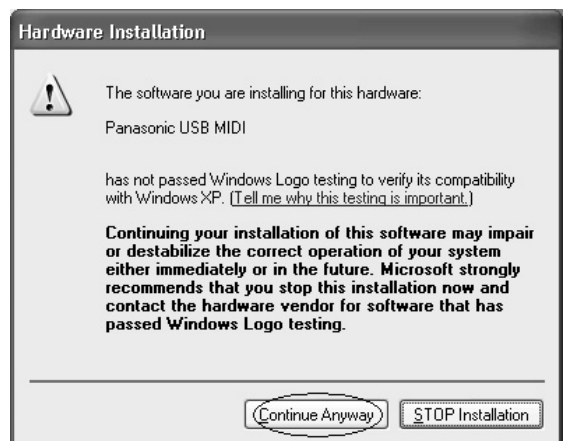 Hardware Installation
The software you are installing for this hardware:
Panasonic USB MIDI
has not passed Windows Logo testing to verify its compatibility
with Windows XP. (Tell me why this testing is important.)
Continuing your installation of this software may impair
or destabilize the correct operation of your system
either immediately or in the future. Microsoft strongly
recommends that you stop this installation now and
contact the hardware vendor for software that has
passed Windows Logo testing.
Continue Anyway
STOP Installation